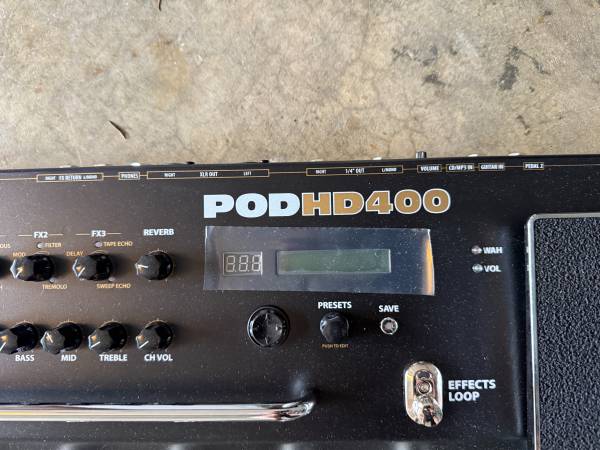 RIGHT FX RETURN L/MONO PHONES RIGHT XLR OUT LEFT RIGHT 1/4" OUT L/MONO VOLUME CD/MP3 IN GUITAR IN PEDAL 2
PODHD400
FX2 FX3 REVERB
FILTER TAPE ECHO
MOD DELAY
TREMOLO SWEEP ECHO
WAH
VOL
PRESETS SAVE
PUSH TO EDIT
BASS MID TREBLE CH VOL
EFFECTS
LOOP